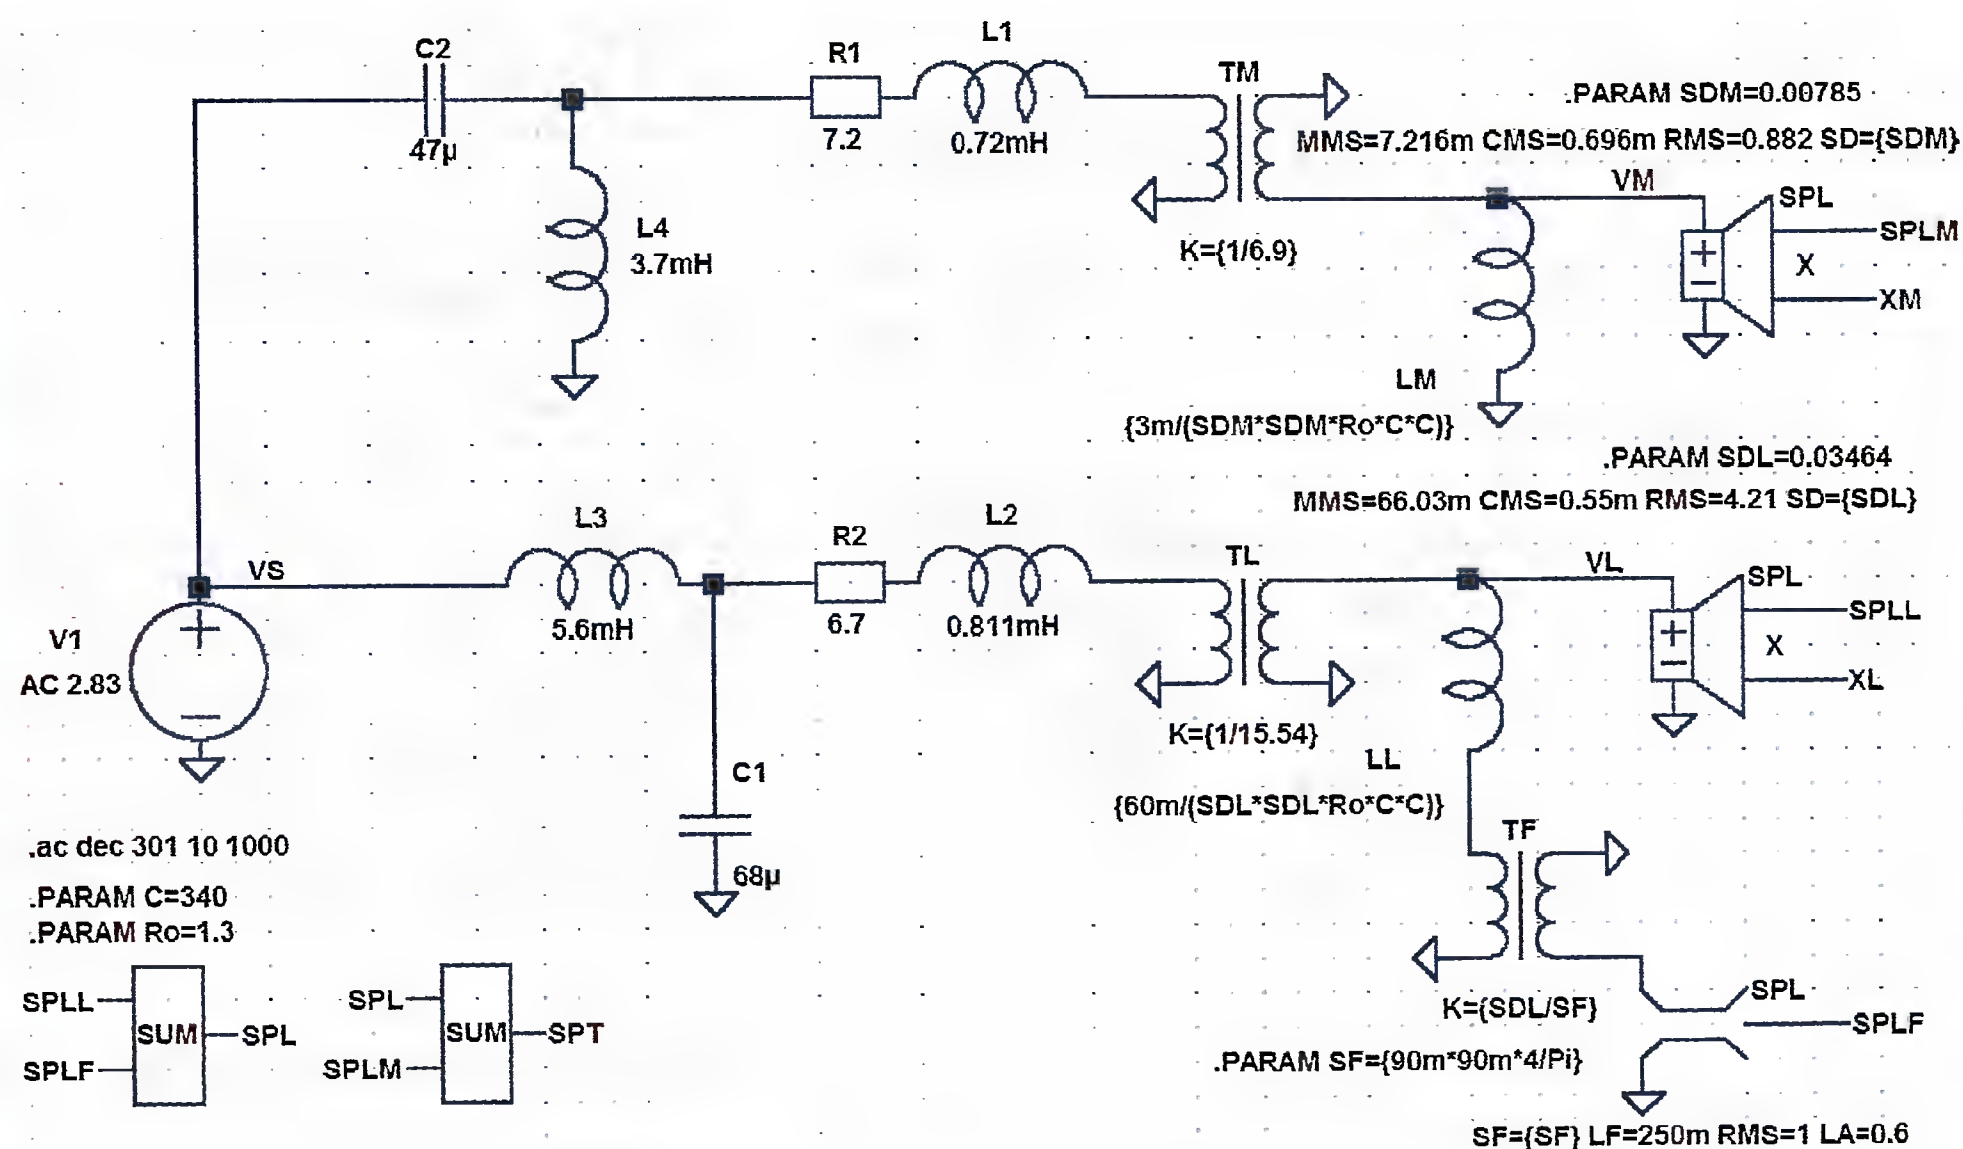 C2
47µ
R1
7.2
L1
0.72mH
TM
K={1/6.9}
.PARAM SDM=0.00785
MMS=7.216m CMS=0.696m RMS=0.882 SD={SDM}
VM
SPL
SPLM
X
XM
L4
3.7mH
LM
{3m/(SDM*SDM*Ro*C*C)}
.PARAM SDL=0.03464
MMS=66.03m CMS=0.55m RMS=4.21 SD={SDL}
VS
V1
AC 2.83
L3
5.6mH
R2
6.7
L2
0.811mH
TL
K={1/15.54}
VL
SPL
SPLL
X
XL
C1
68µ
LL
{60m/(SDL*SDL*Ro*C*C)}
TF
K={SDL/SF}
.PARAM SF={90m*90m*4/Pi}
SPL
SPLF
SF={SF} LF=250m RMS=1 LA=0.6
.ac dec 301 10 1000
.PARAM C=340
.PARAM Ro=1.3
SPLL
SUM
SPL
SPLF
SPL
SUM
SPT
SPLM